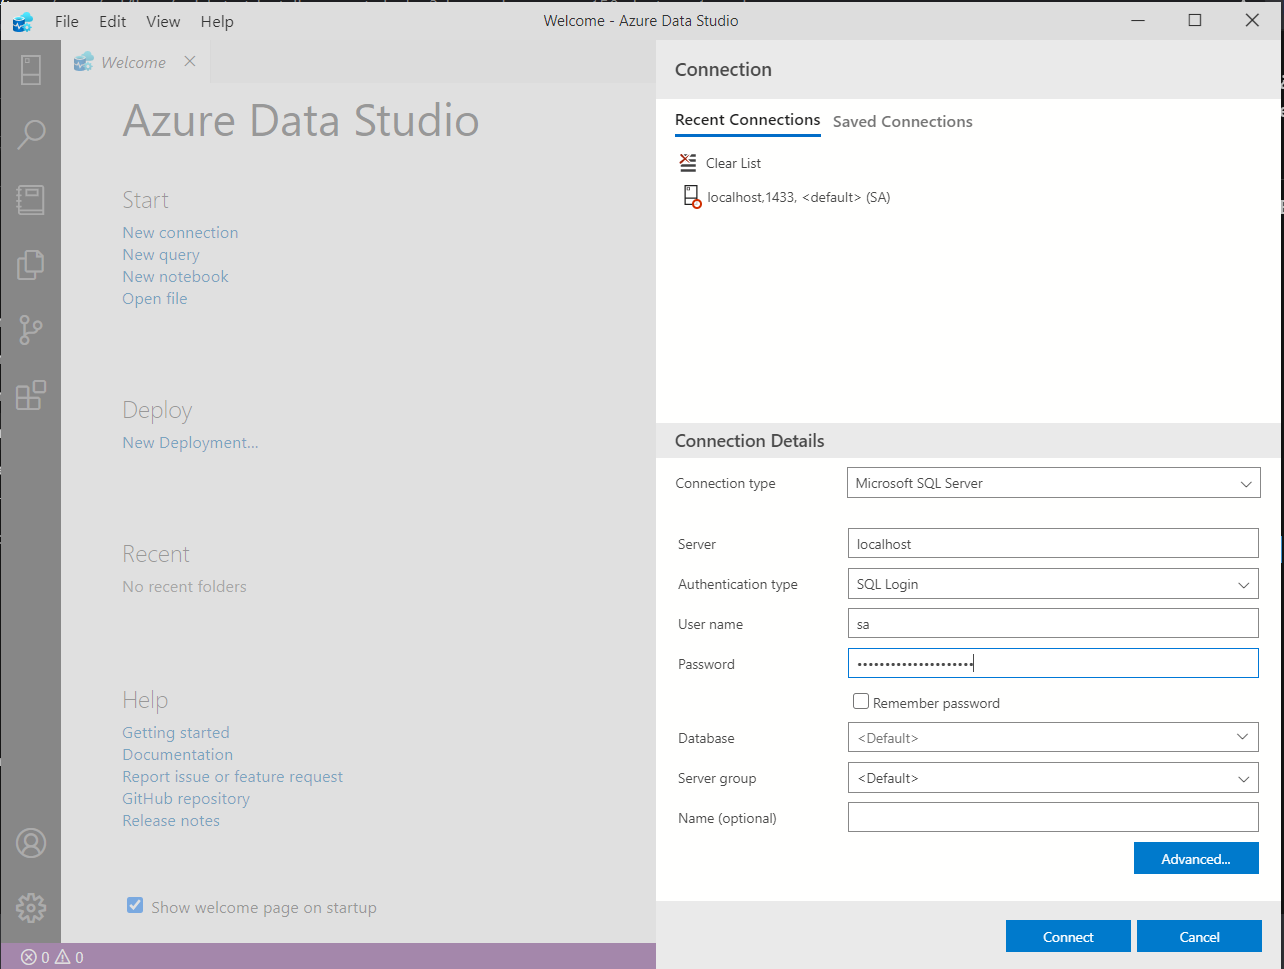 File Edit View Help
Welcome - Azure Data Studio
Welcome
Azure Data Studio
Start
New connection
New query
New notebook
Open file
Deploy
New Deployment...
Recent
No recent folders
Help
Getting started
Documentation
Report issue or feature request
GitHub repository
Release notes
Show welcome page on startup
0 0
Connection
Recent Connections Saved Connections
Clear List
localhost,1433, <default> (SA)
Connection Details
Connection type Microsoft SQL Server
Server localhost
Authentication type SQL Login
User name sa
Password •••••••••••••••••••••
Remember password
Database <Default>
Server group <Default>
Name (optional)
Advanced...
Connect Cancel